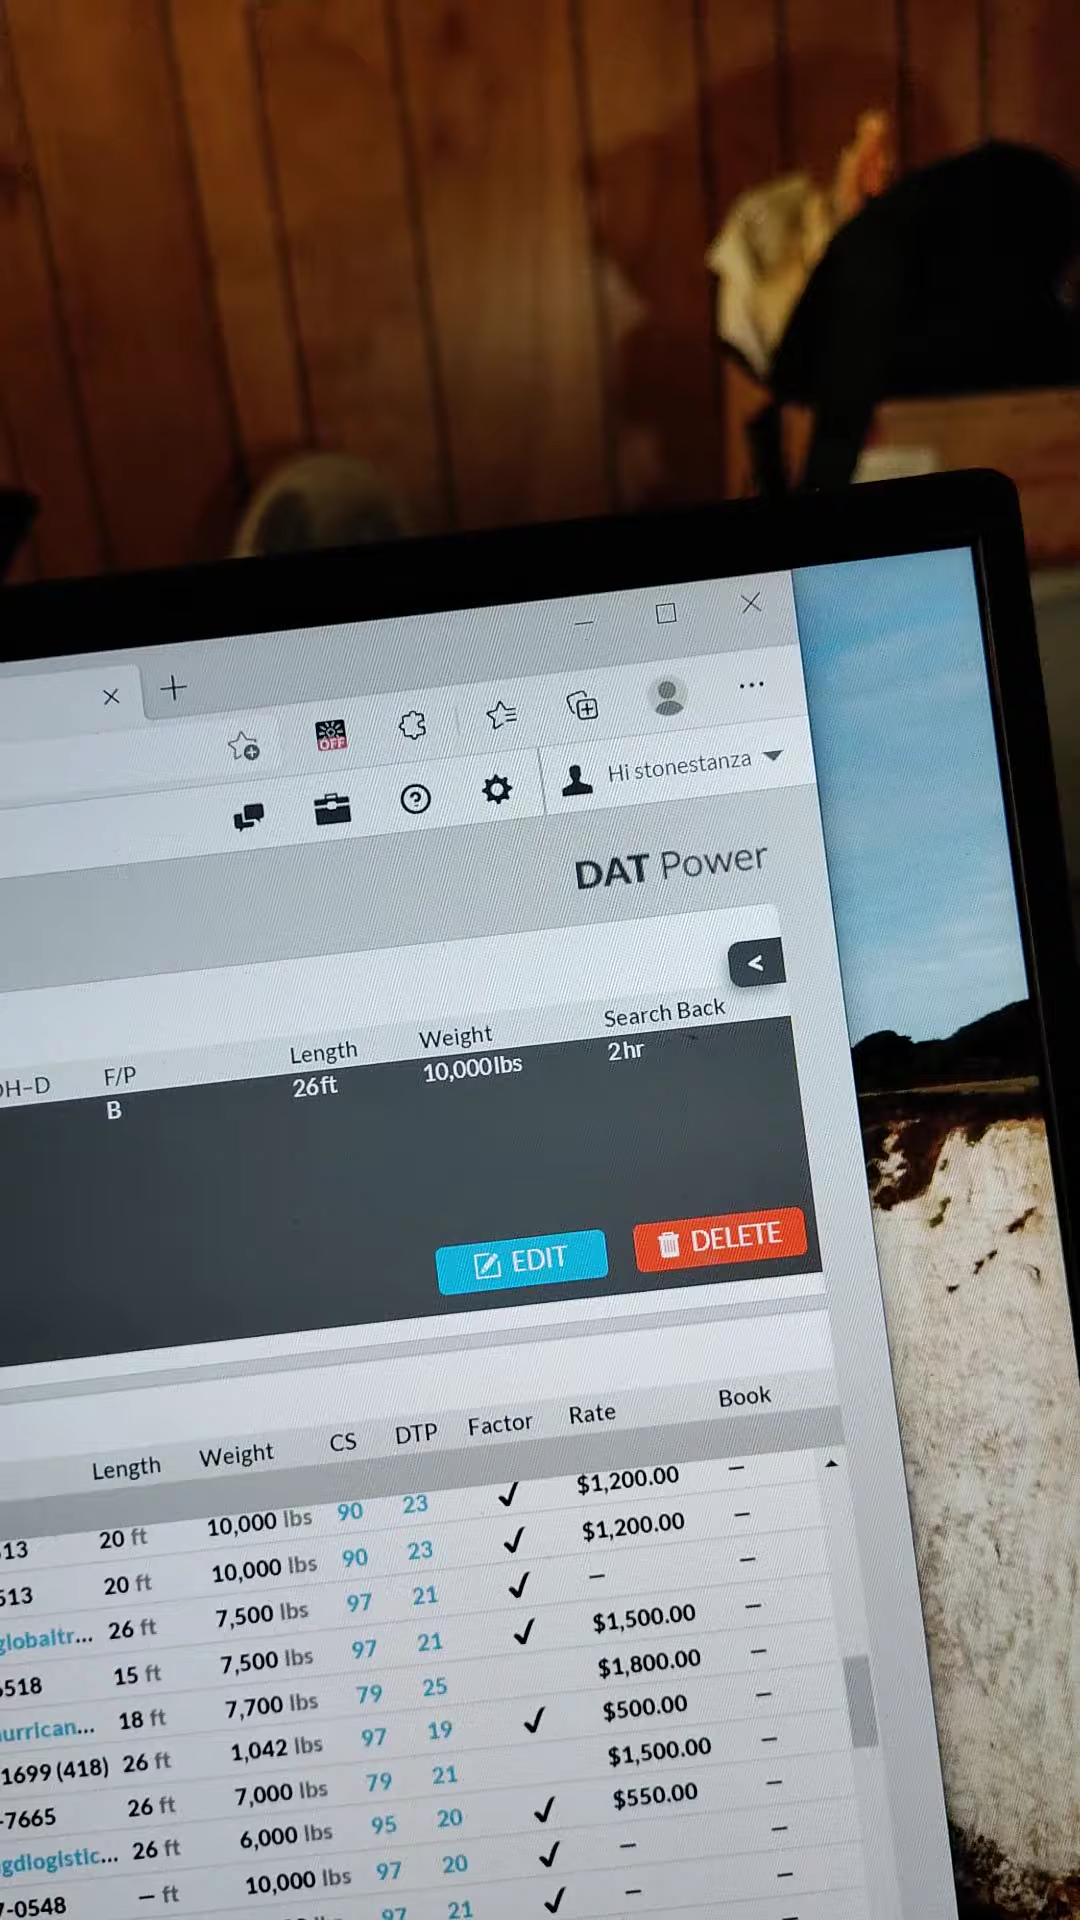 OFF
Hi stonestanza
DAT Power
<
F/P Length Weight Search Back
B 26ft 10,000lbs 2hr
EDIT DELETE
Length Weight CS DTP Factor Rate Book
13 20 ft 10,000 lbs 90 23 ✓ $1,200.00 –
513 20 ft 10,000 lbs 90 23 ✓ $1,200.00 –
globaltr... 26 ft 7,500 lbs 97 21 ✓ – –
518 15 ft 7,500 lbs 97 21 ✓ $1,500.00 –
urrican... 18 ft 7,700 lbs 79 25 $1,800.00 –
1699 (418) 26 ft 1,042 lbs 97 19 ✓ $500.00 –
-7665 26 ft 7,000 lbs 79 21 $1,500.00 –
gdlogistic... 26 ft 6,000 lbs 95 20 ✓ $550.00 –
-0548 – ft 10,000 lbs 97 20 ✓ – –
97 21 ✓ – –